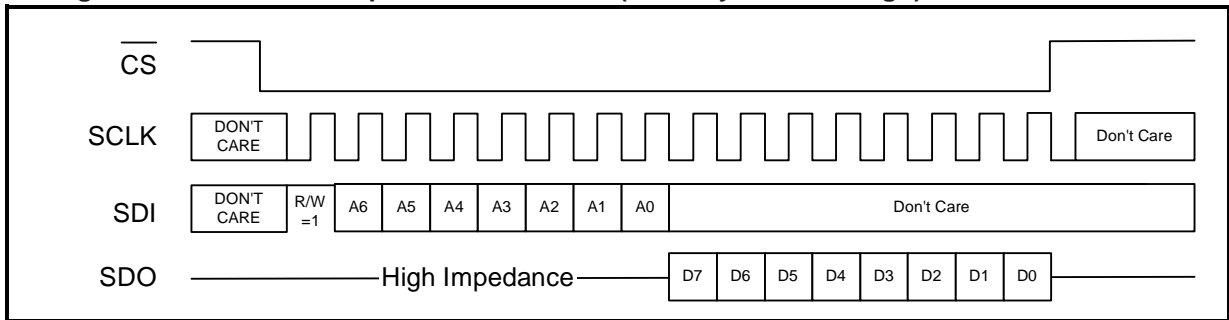 CS
SCLK
DON'T
CARE
Don't Care
SDI
DON'T
CARE
R/W
=1
A6
A5
A4
A3
A2
A1
A0
Don't Care
SDO
High Impedance
D7
D6
D5
D4
D3
D2
D1
D0